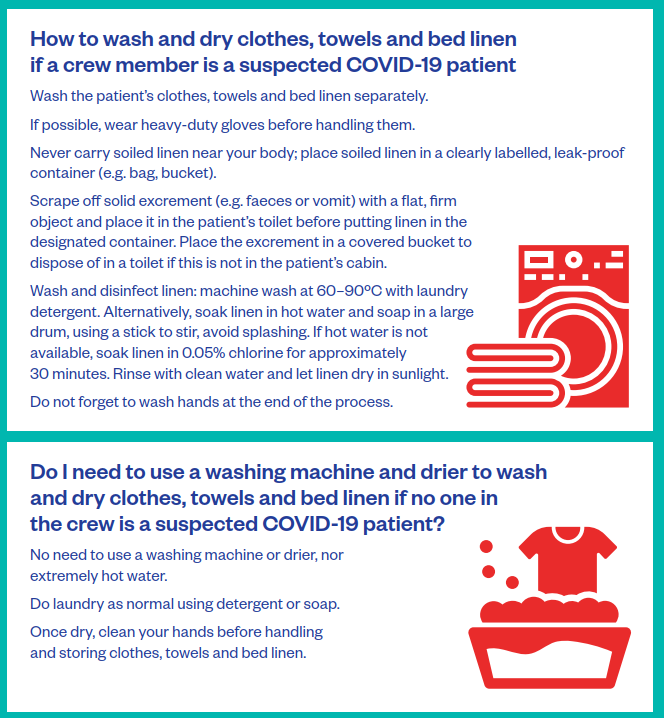 How to wash and dry clothes, towels and bed linen
if a crew member is a suspected COVID-19 patient
Wash the patient's clothes, towels and bed linen separately.
If possible, wear heavy-duty gloves before handling them.
Never carry soiled linen near your body; place soiled linen in a clearly labelled, leak-proof
container (e.g. bag, bucket).
Scrape off solid excrement (e.g. faeces or vomit) with a flat, firm
object and place it in the patient's toilet before putting linen in the
designated container. Place the excrement in a covered bucket to
dispose of in a toilet if this is not in the patient's cabin.
Wash and disinfect linen: machine wash at 60–90ºC with laundry
detergent. Alternatively, soak linen in hot water and soap in a large
drum, using a stick to stir, avoid splashing. If hot water is not
available, soak linen in 0.05% chlorine for approximately
30 minutes. Rinse with clean water and let linen dry in sunlight.
Do not forget to wash hands at the end of the process.
Do I need to use a washing machine and drier to wash
and dry clothes, towels and bed linen if no one in
the crew is a suspected COVID-19 patient?
No need to use a washing machine or drier, nor
extremely hot water.
Do laundry as normal using detergent or soap.
Once dry, clean your hands before handling
and storing clothes, towels and bed linen.